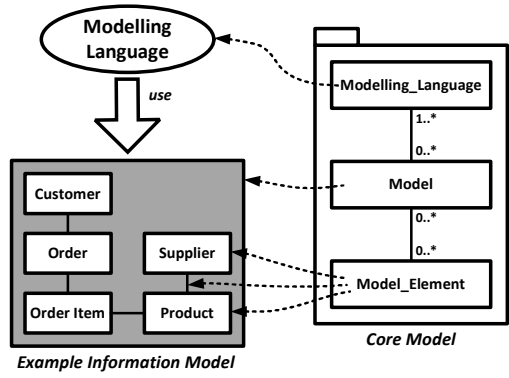 Modelling
Language
use
Customer
Order
Supplier
Order Item
Product
Example Information Model
Modelling_Language
1..*
0..*
Model
0..*
0..*
Model_Element
Core Model